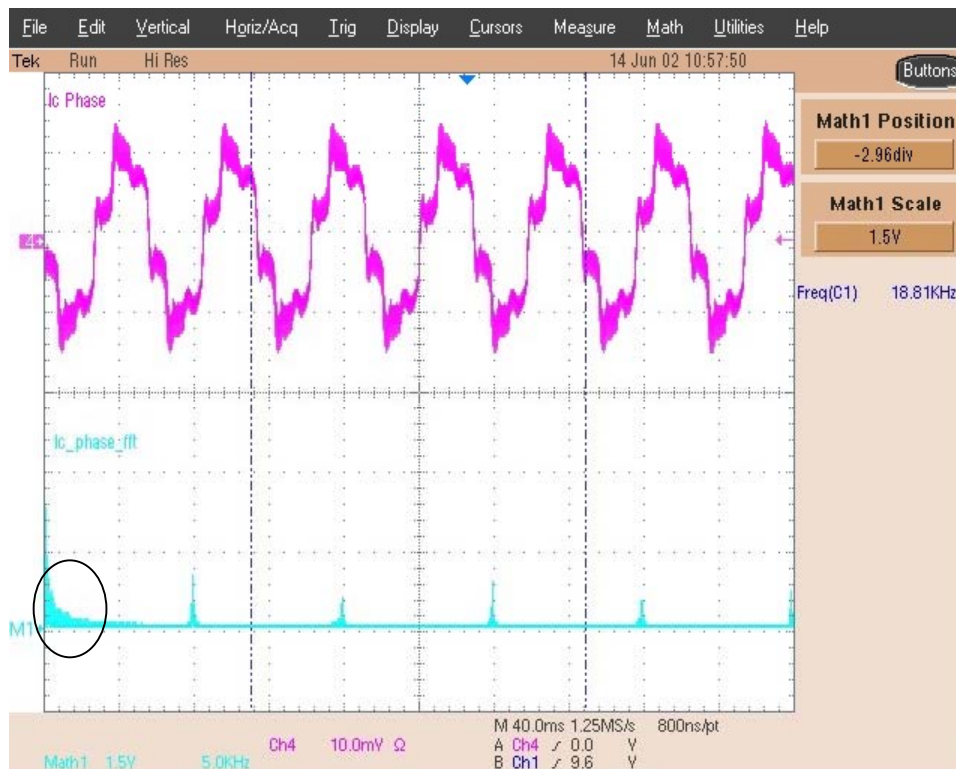 File Edit Vertical Horiz/Acq Trig Display Cursors Measure Math Utilities Help
Tek Run Hi Res 14 Jun 02 10:57:50
Buttons
Ic Phase
Math1 Position
-2.96div
Math1 Scale
1.5V
4
Freq(C1) 18.81KHz
Ic_phase_fft
M1
M 40.0ms 1.25MS/s 800ns/pt
Ch4 10.0mV Ω A Ch4 ∫ 0.0 V
B Ch1 ∫ 9.6 V
Math1 1.5V 5.0KHz